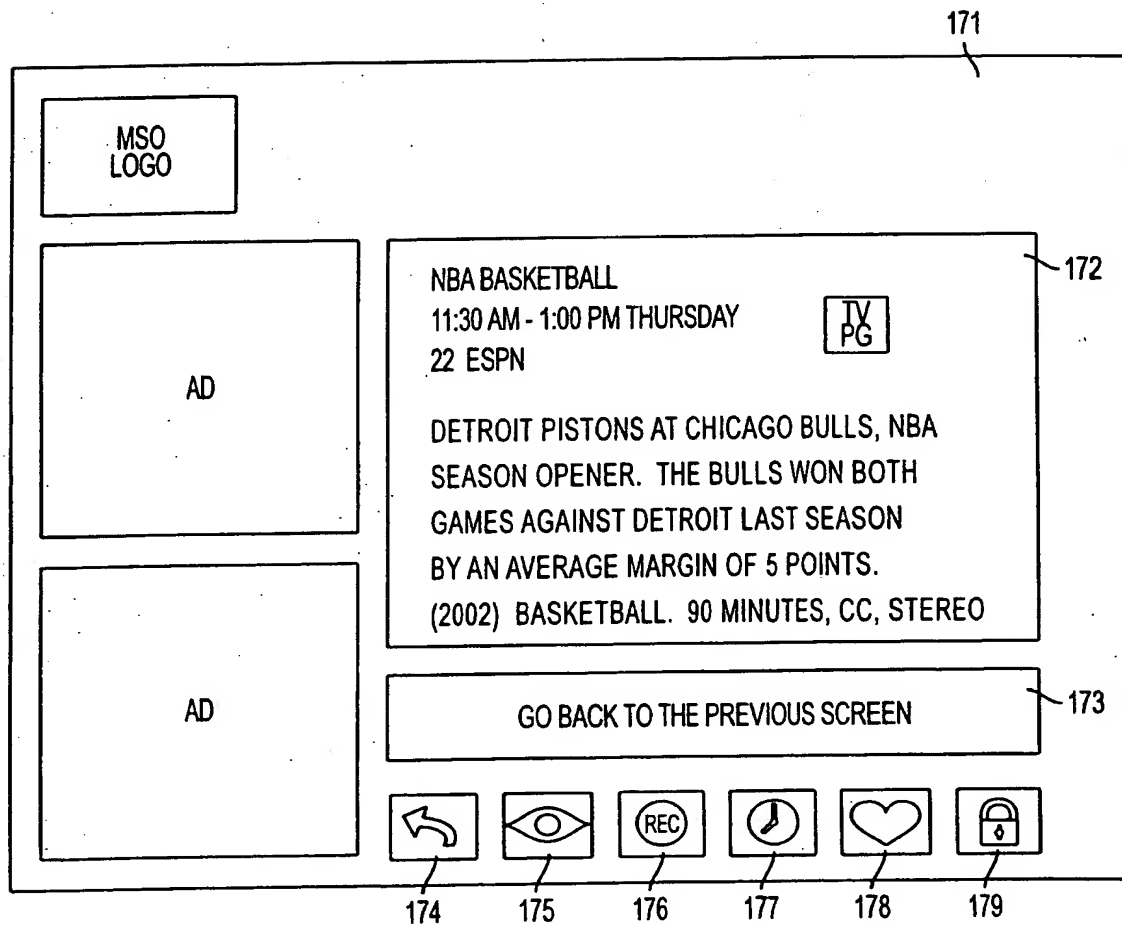 171
MSO
LOGO
NBA BASKETBALL
11:30 AM - 1:00 PM THURSDAY
22 ESPN
TV
PG
172
AD
DETROIT PISTONS AT CHICAGO BULLS, NBA
SEASON OPENER. THE BULLS WON BOTH
GAMES AGAINST DETROIT LAST SEASON
BY AN AVERAGE MARGIN OF 5 POINTS.
(2002) BASKETBALL. 90 MINUTES, CC, STEREO
AD
GO BACK TO THE PREVIOUS SCREEN
173
REC
174
175
176
177
178
179